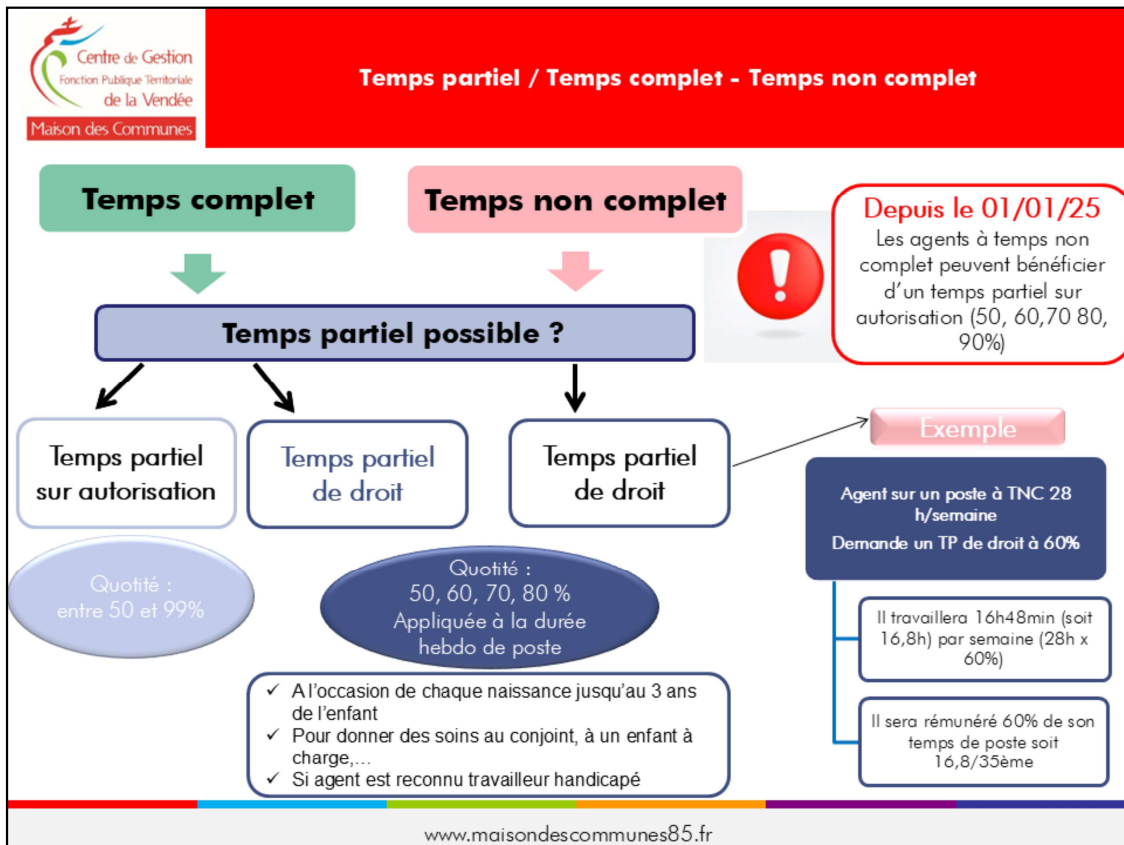 Centre de Gestion
Fonction Publique Territoriale
de la Vendée
Maison des Communes
Temps partiel / Temps complet - Temps non complet
Temps complet
Temps non complet
Depuis le 01/01/25
Les agents à temps non
complet peuvent bénéficier
d’un temps partiel sur
autorisation (50, 60,70 80,
90%)
Temps partiel possible ?
Temps partiel
sur autorisation
Temps partiel
de droit
Temps partiel
de droit
Exemple
Agent sur un poste à TNC 28
h/semaine
Demande un TP de droit à 60%
Quotité :
entre 50 et 99%
Quotité :
50, 60, 70, 80 %
Appliquée à la durée
hebdo de poste
Il travaillera 16h48min (soit
16,8h) par semaine (28h x
60%)
Il sera rémunéré 60% de son
temps de poste soit
16,8/35ème
✓ A l’occasion de chaque naissance jusqu’au 3 ans
de l’enfant
✓ Pour donner des soins au conjoint, à un enfant à
charge,…
✓ Si agent est reconnu travailleur handicapé
www.maisondescommunes85.fr